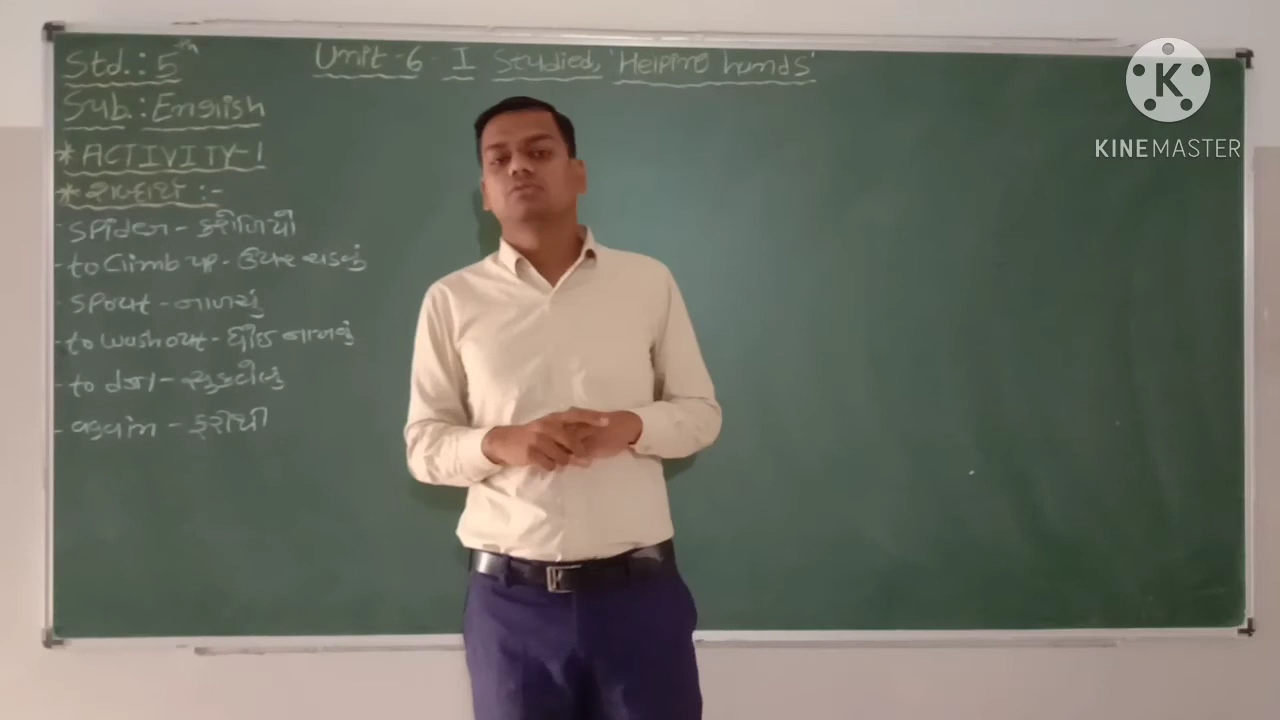 Std.: 5th
Unit-6 - I Studied, 'Helping hands'
Sub.: English
*ACTIVITY-1
*શબ્દાર્થ :-
- spider - કરોળિયો
- to Climb up - ઉપર ચડવું
- spout - નાળચું
- to wash out - ધોઇ નાખવું
- to dry - સુકવવું
- again - ફરીથી
KINEMASTER